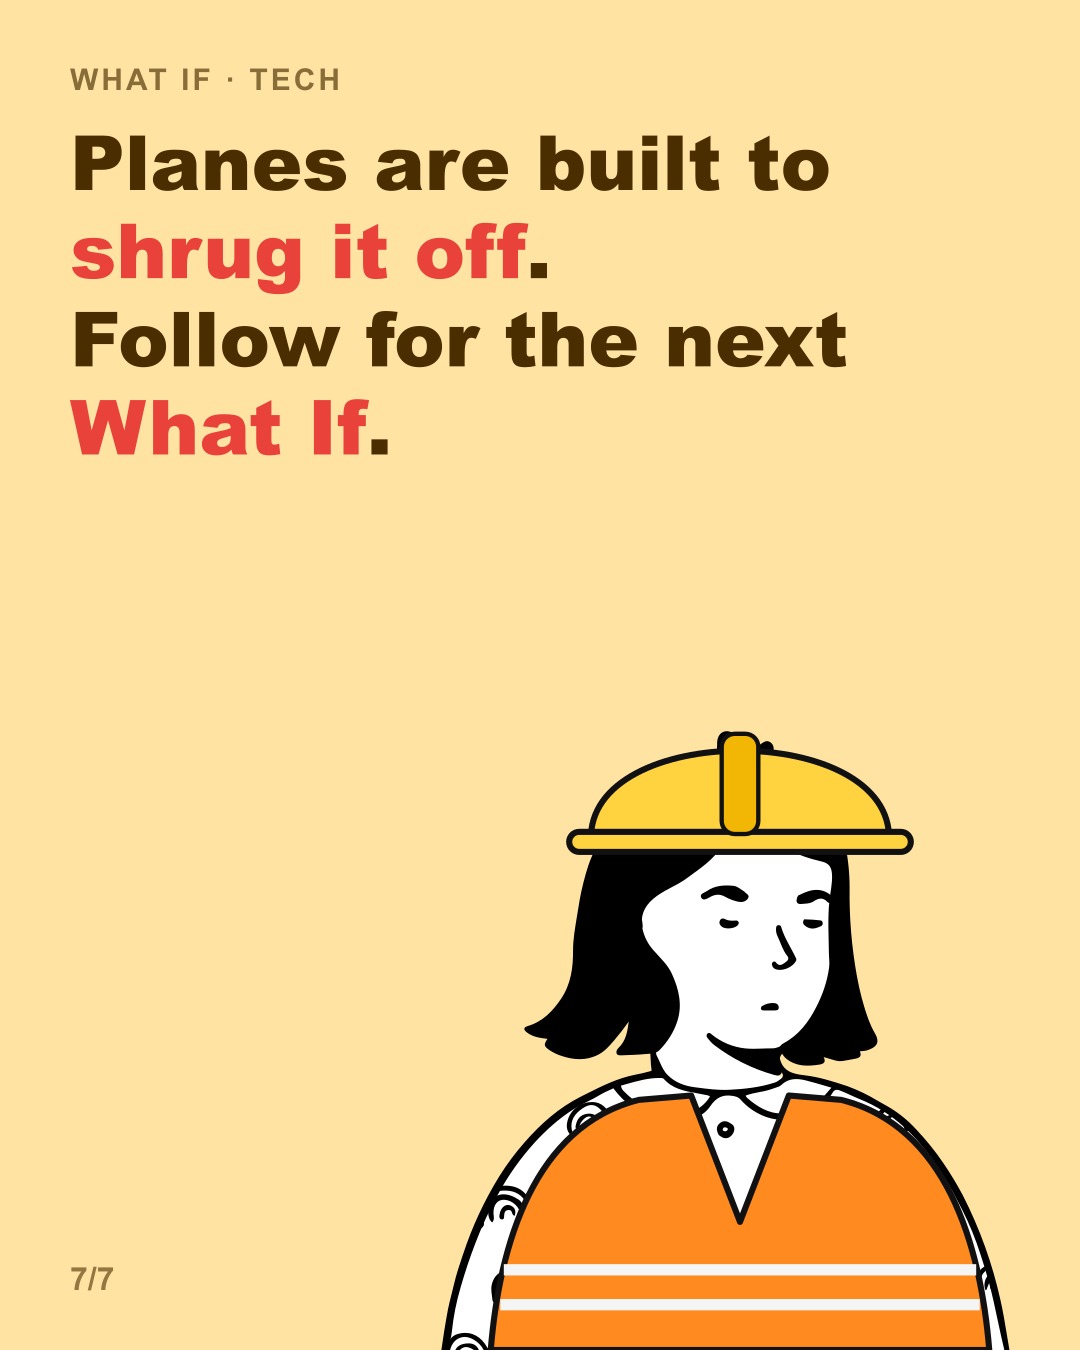 WHAT IF · TECH
Planes are built to
shrug it off.
Follow for the next
What If.
7/7